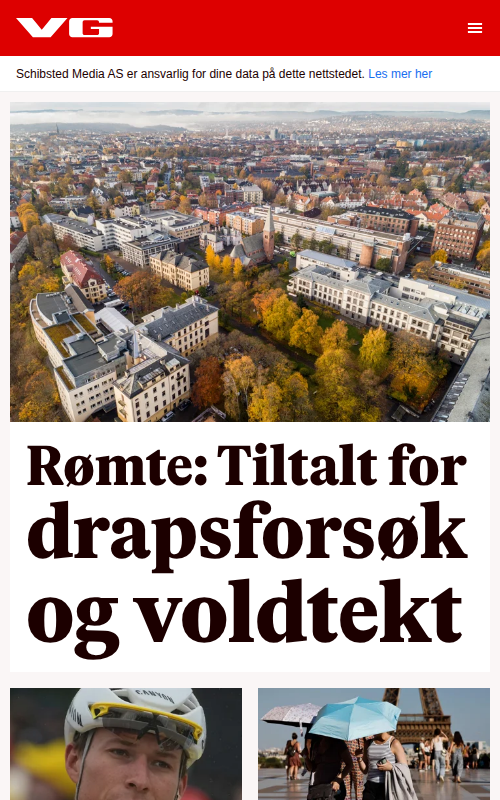 VG
Schibsted Media AS er ansvarlig for dine data på dette nettstedet. Les mer her
Rømte: Tiltalt for
drapsforsøk
og voldtekt
CANYON